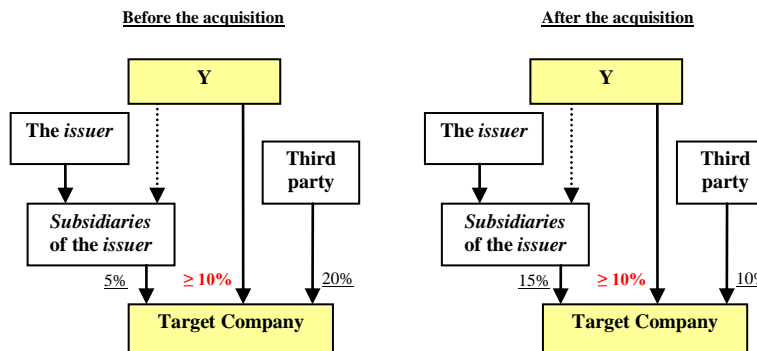 Before the acquisition
Y
The issuer
Third
party
Subsidiaries
of the issuer
5%
≥ 10%
20%
Target Company
After the acquisition
Y
The issuer
Third
party
Subsidiaries
of the issuer
15%
≥ 10%
10%
Target Company